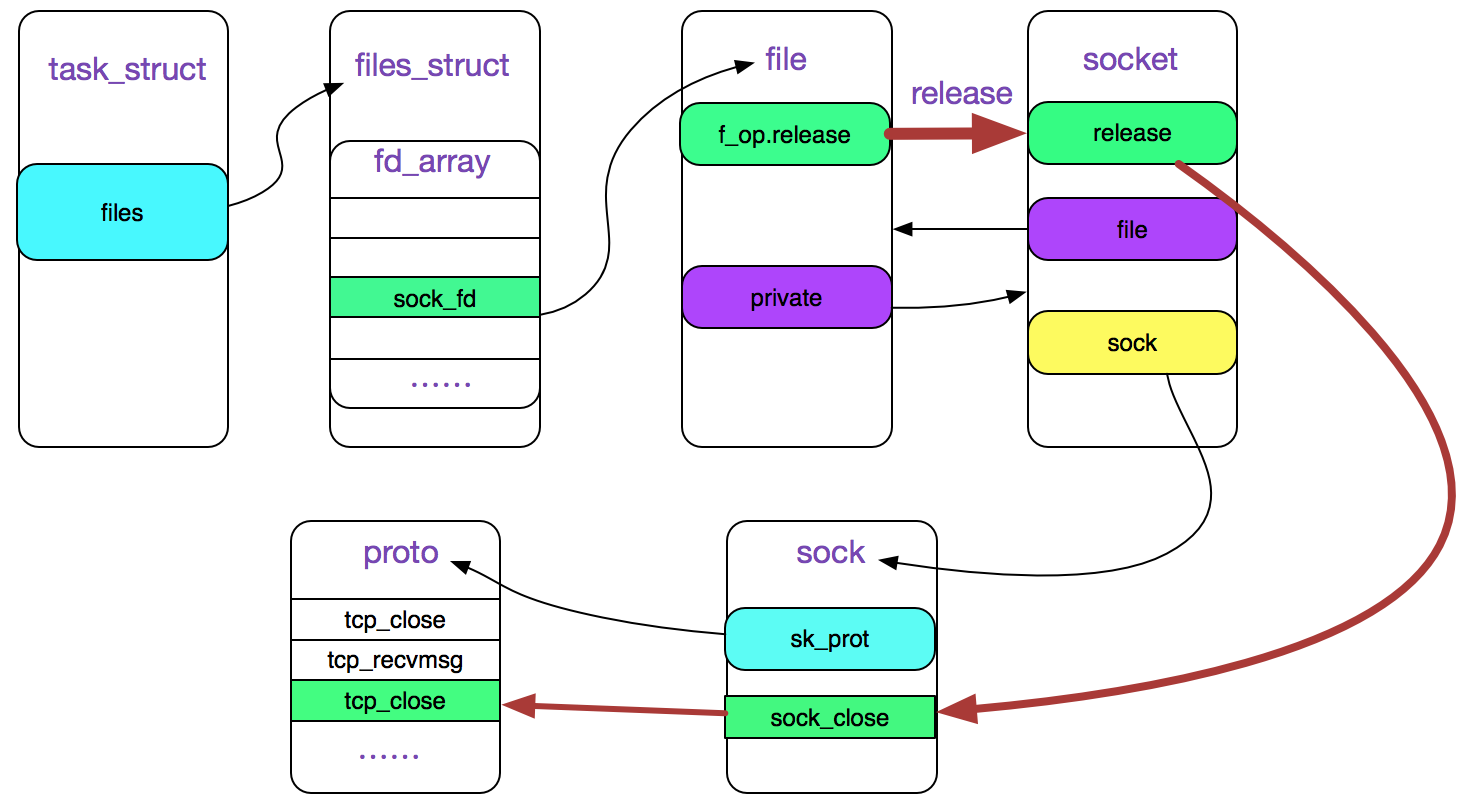 task_struct
files
files_struct
fd_array
sock_fd
......
file
f_op.release
private
release
socket
release
file
sock
proto
tcp_close
tcp_recvmsg
tcp_close
......
sock
sk_prot
sock_close